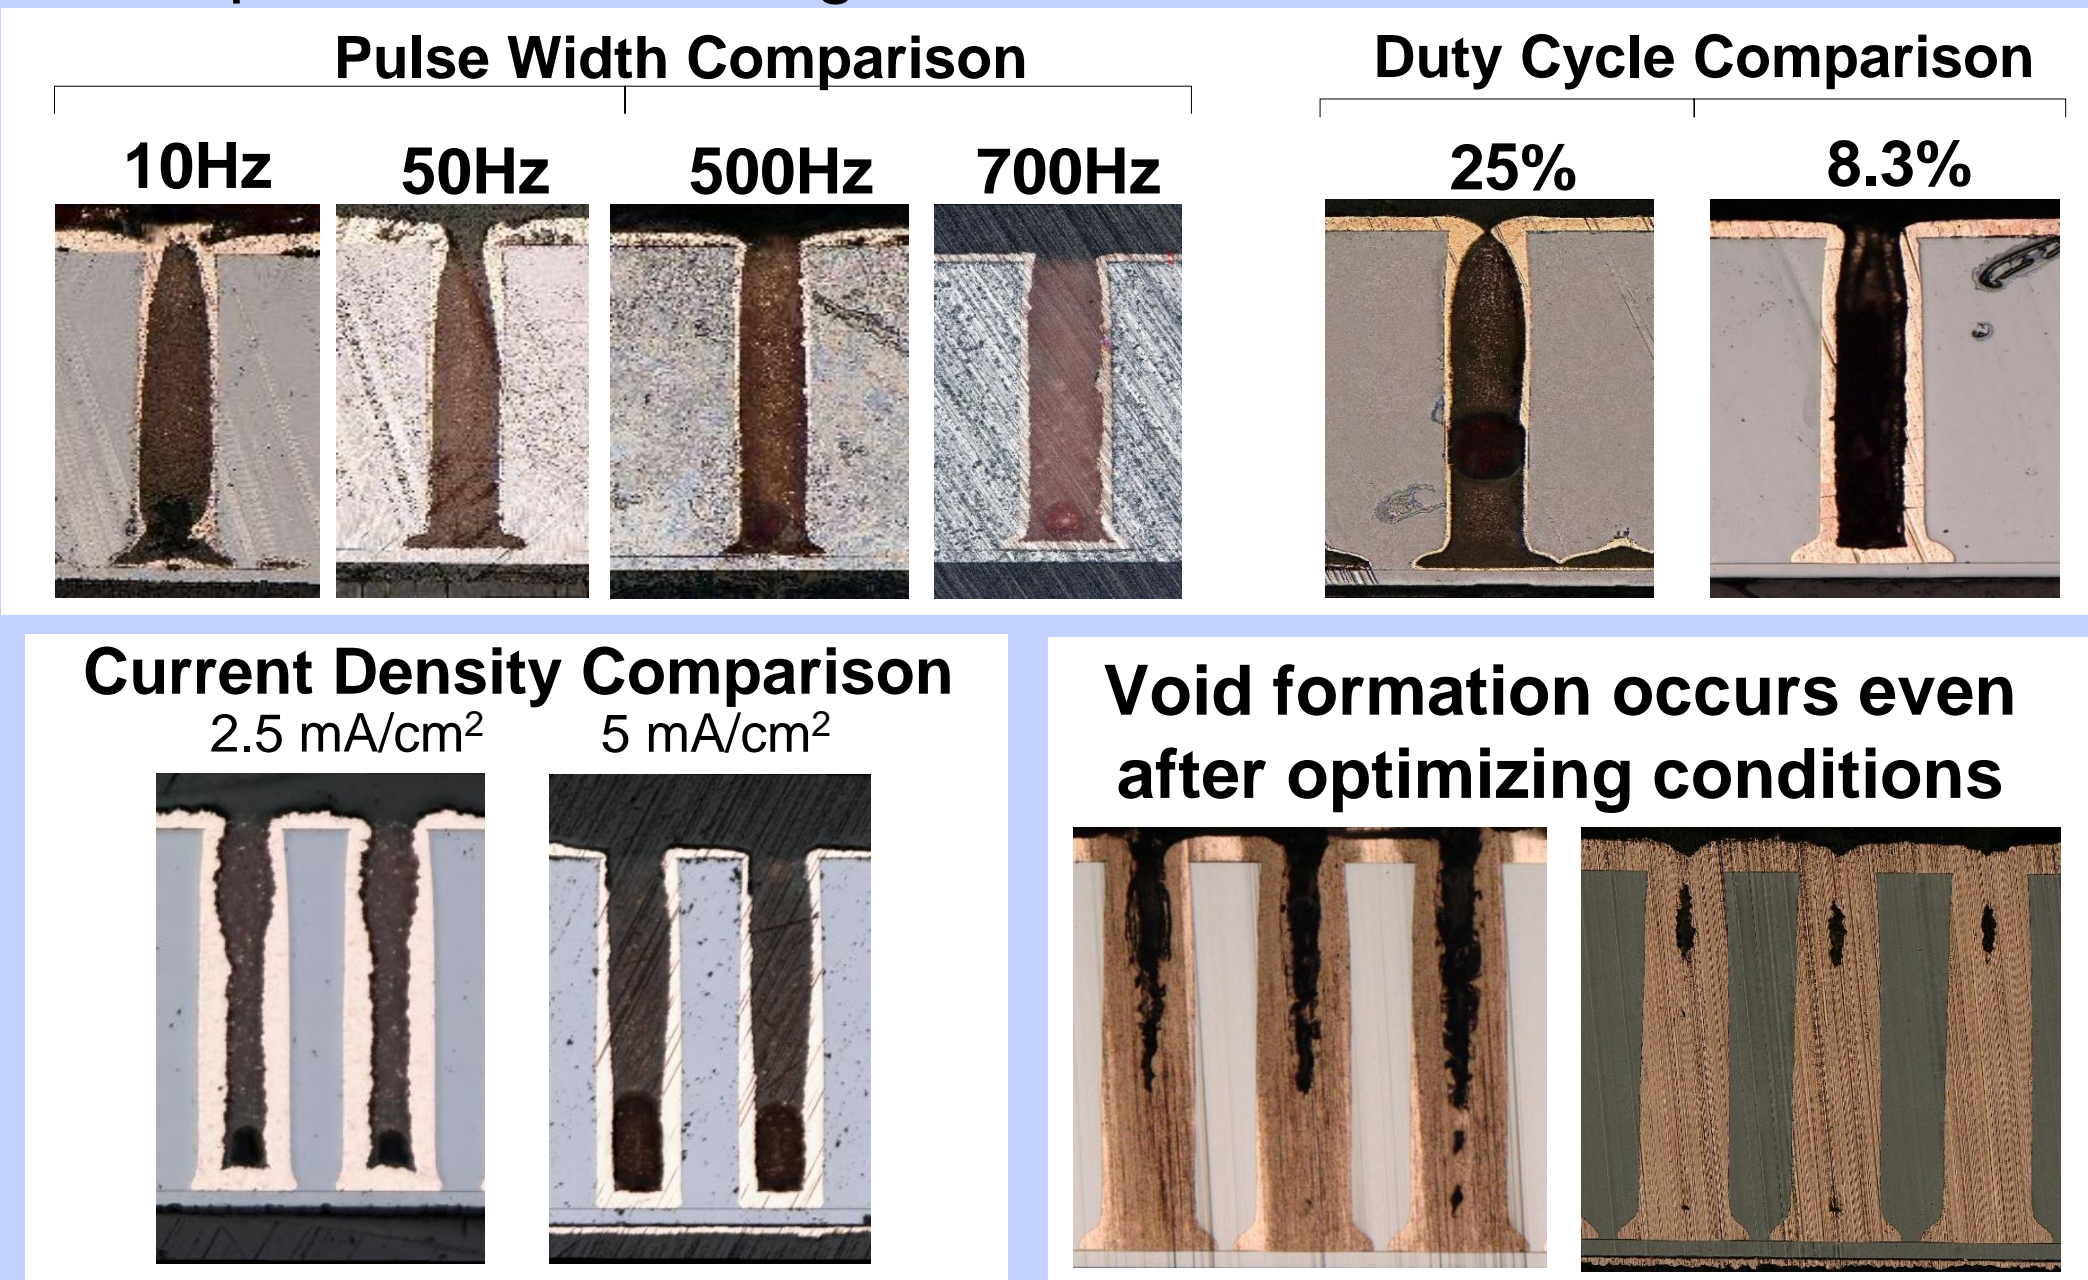 Pulse Width Comparison
Duty Cycle Comparison
10Hz
50Hz
500Hz
700Hz
25%
8.3%
Current Density Comparison
2.5 mA/cm²
5 mA/cm²
Void formation occurs even
after optimizing conditions